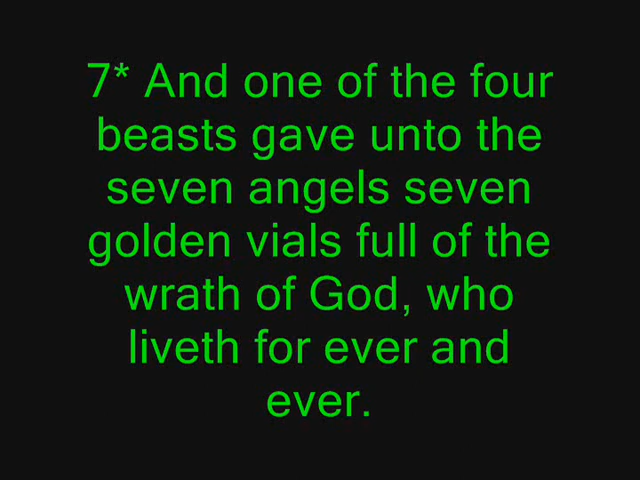 7* And one of the four
beasts gave unto the
seven angels seven
golden vials full of the
wrath of God, who
liveth for ever and
ever.